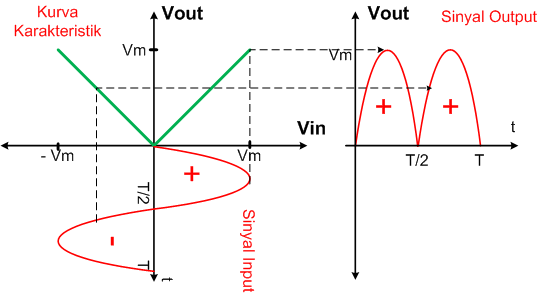 Kurva
Karakteristik
Vout
Vm
Vin
- Vm
Vm
T/2
T
t
+
-
Sinyal Input
Vout
Sinyal Output
Vm
+
+
t
T/2
T